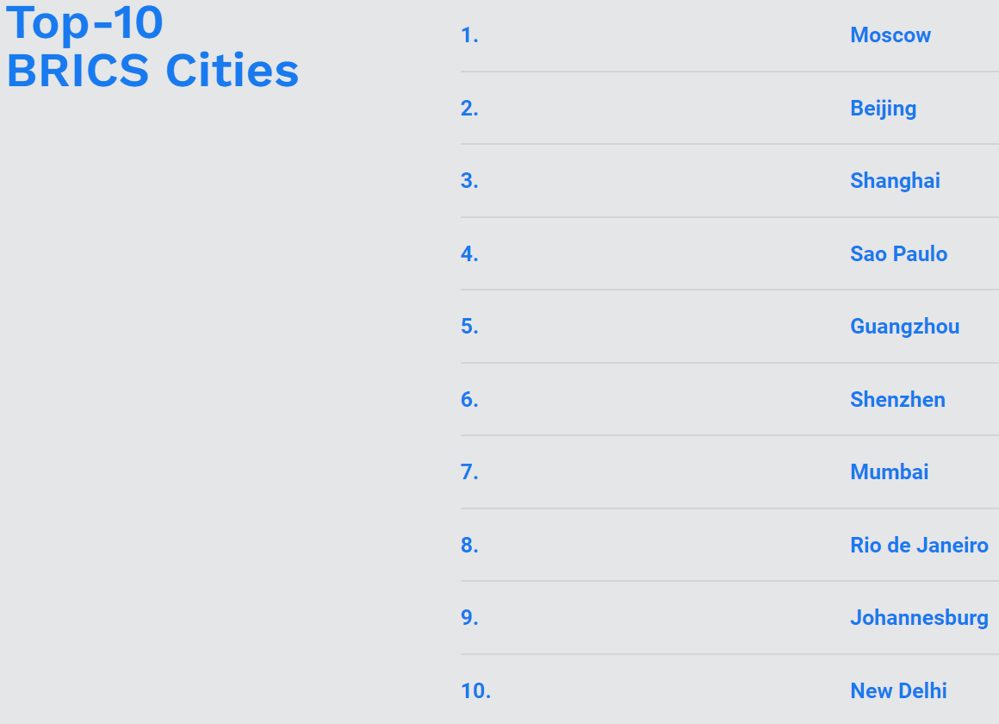 Top-10
BRICS Cities
1. Moscow
2. Beijing
3. Shanghai
4. Sao Paulo
5. Guangzhou
6. Shenzhen
7. Mumbai
8. Rio de Janeiro
9. Johannesburg
10. New Delhi